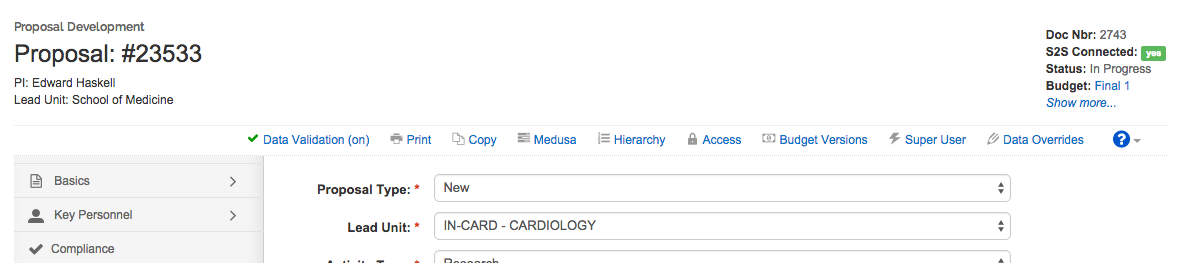 Proposal Development
Proposal: #23533
PI: Edward Haskell
Lead Unit: School of Medicine
Doc Nbr: 2743
S2S Connected: yes
Status: In Progress
Budget: Final 1
Show more...
Data Validation (on) Print Copy Medusa Hierarchy Access Budget Versions Super User Data Overrides ?
Basics
Key Personnel
Compliance
Proposal Type: * New
Lead Unit: * IN-CARD - CARDIOLOGY